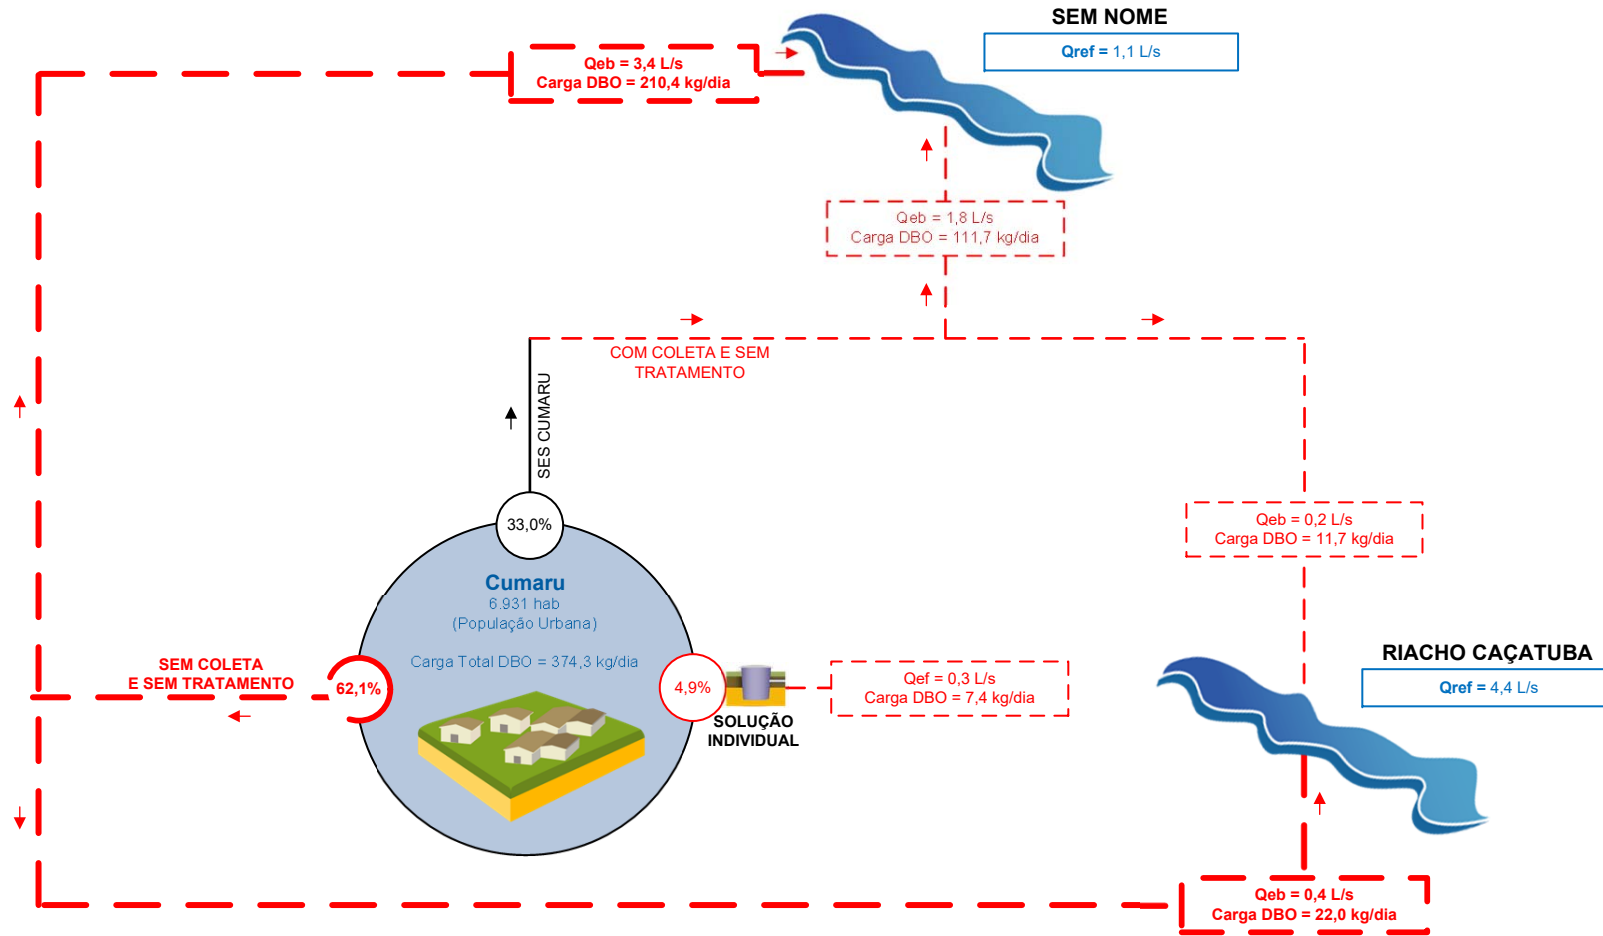 SEM NOME
Qref = 1,1 L/s
Qeb = 3,4 L/s
Carga DBO = 210,4 kg/dia
Qeb = 1,8 L/s
Carga DBO = 111,7 kg/dia
COM COLETA E SEM
TRATAMENTO
SES CUMARU
33,0%
Qeb = 0,2 L/s
Carga DBO = 11,7 kg/dia
Cumaru
6.931 hab
(População Urbana)
Carga Total DBO = 374,3 kg/dia
SEM COLETA
E SEM TRATAMENTO
62,1%
4,9%
SOLUÇÃO
INDIVIDUAL
Qef = 0,3 L/s
Carga DBO = 7,4 kg/dia
RIACHO CAÇATUBA
Qref = 4,4 L/s
Qeb = 0,4 L/s
Carga DBO = 22,0 kg/dia